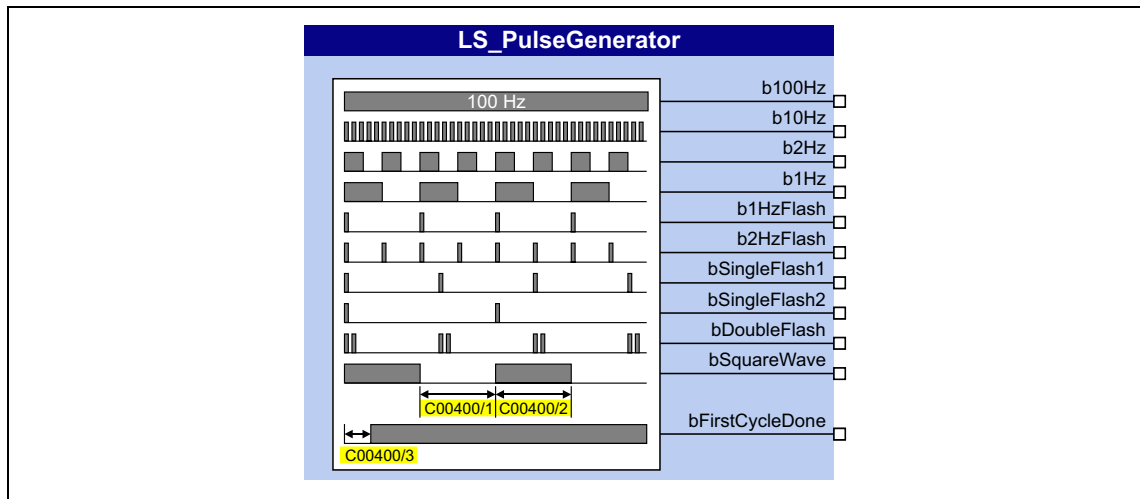 LS_PulseGenerator
100 Hz
b100Hz
b10Hz
b2Hz
b1Hz
b1HzFlash
b2HzFlash
bSingleFlash1
bSingleFlash2
bDoubleFlash
bSquareWave
C00400/1 C00400/2
bFirstCycleDone
C00400/3